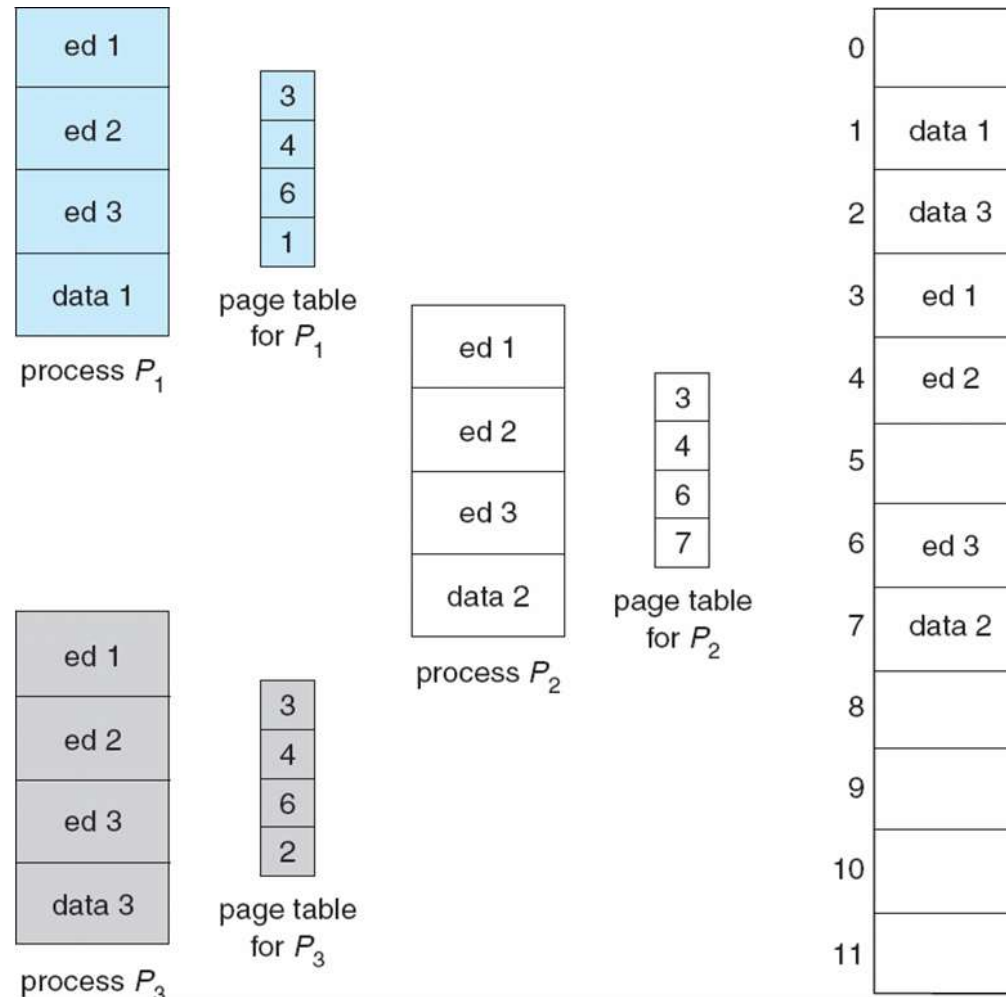 ed 1
ed 2
ed 3
data 1
process P1
3
4
6
1
page table
for P1
ed 1
ed 2
ed 3
data 2
process P2
3
4
6
7
page table
for P2
ed 1
ed 2
ed 3
data 3
process P3
3
4
6
2
page table
for P3
0
1 data 1
2 data 3
3 ed 1
4 ed 2
5
6 ed 3
7 data 2
8
9
10
11